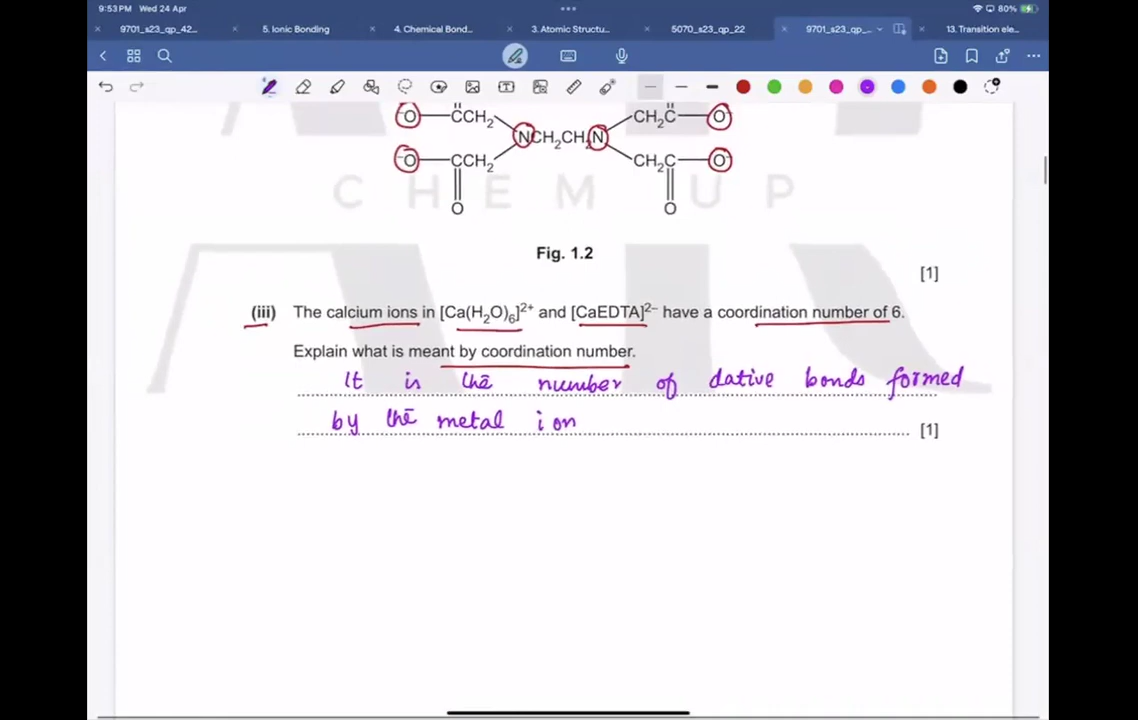 9:53 PM Wed 24 Apr
80%
9701_s23_qp_42...
5. Ionic Bonding
4. Chemical Bond...
3. Atomic Structu...
5070_s23_qp_22
9701_s23_qp_...
13. Transition ele...
⁻O CCH₂ CH₂C O⁻
NCH₂CH₂N
⁻O CCH₂ CH₂C O⁻
O O
CHEM UP
Fig. 1.2
[1]
(iii) The calcium ions in [Ca(H₂O)₆]²⁺ and [CaEDTA]²⁻ have a coordination number of 6.
Explain what is meant by coordination number.
It is the number of dative bonds formed
by the metal ion
[1]